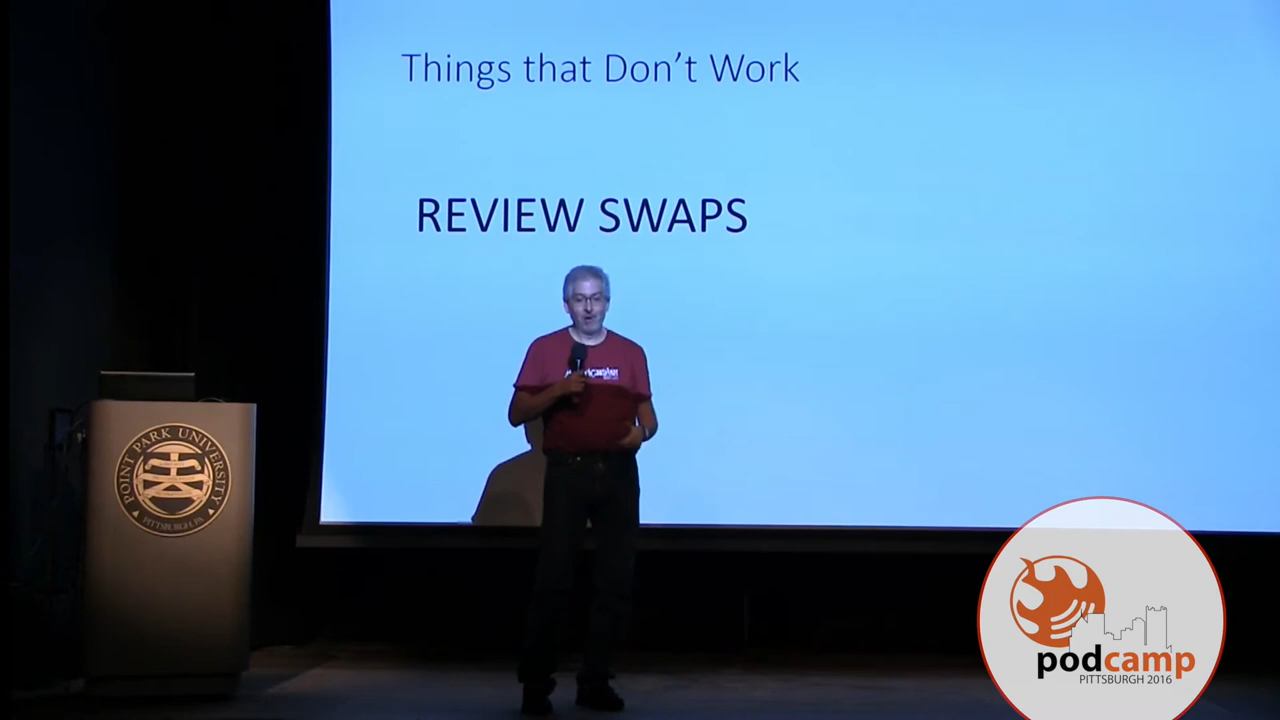 Things that Don't Work
REVIEW SWAPS
POINT PARK UNIVERSITY
PITTSBURGH, PA
podcamp
PITTSBURGH 2016